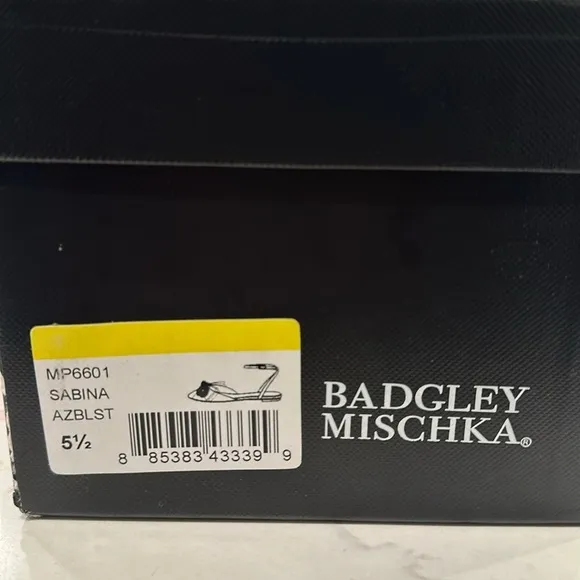 MP6601
SABINA
AZBLST
5½
8 85383 43339 9
BADGLEY
MISCHKA®